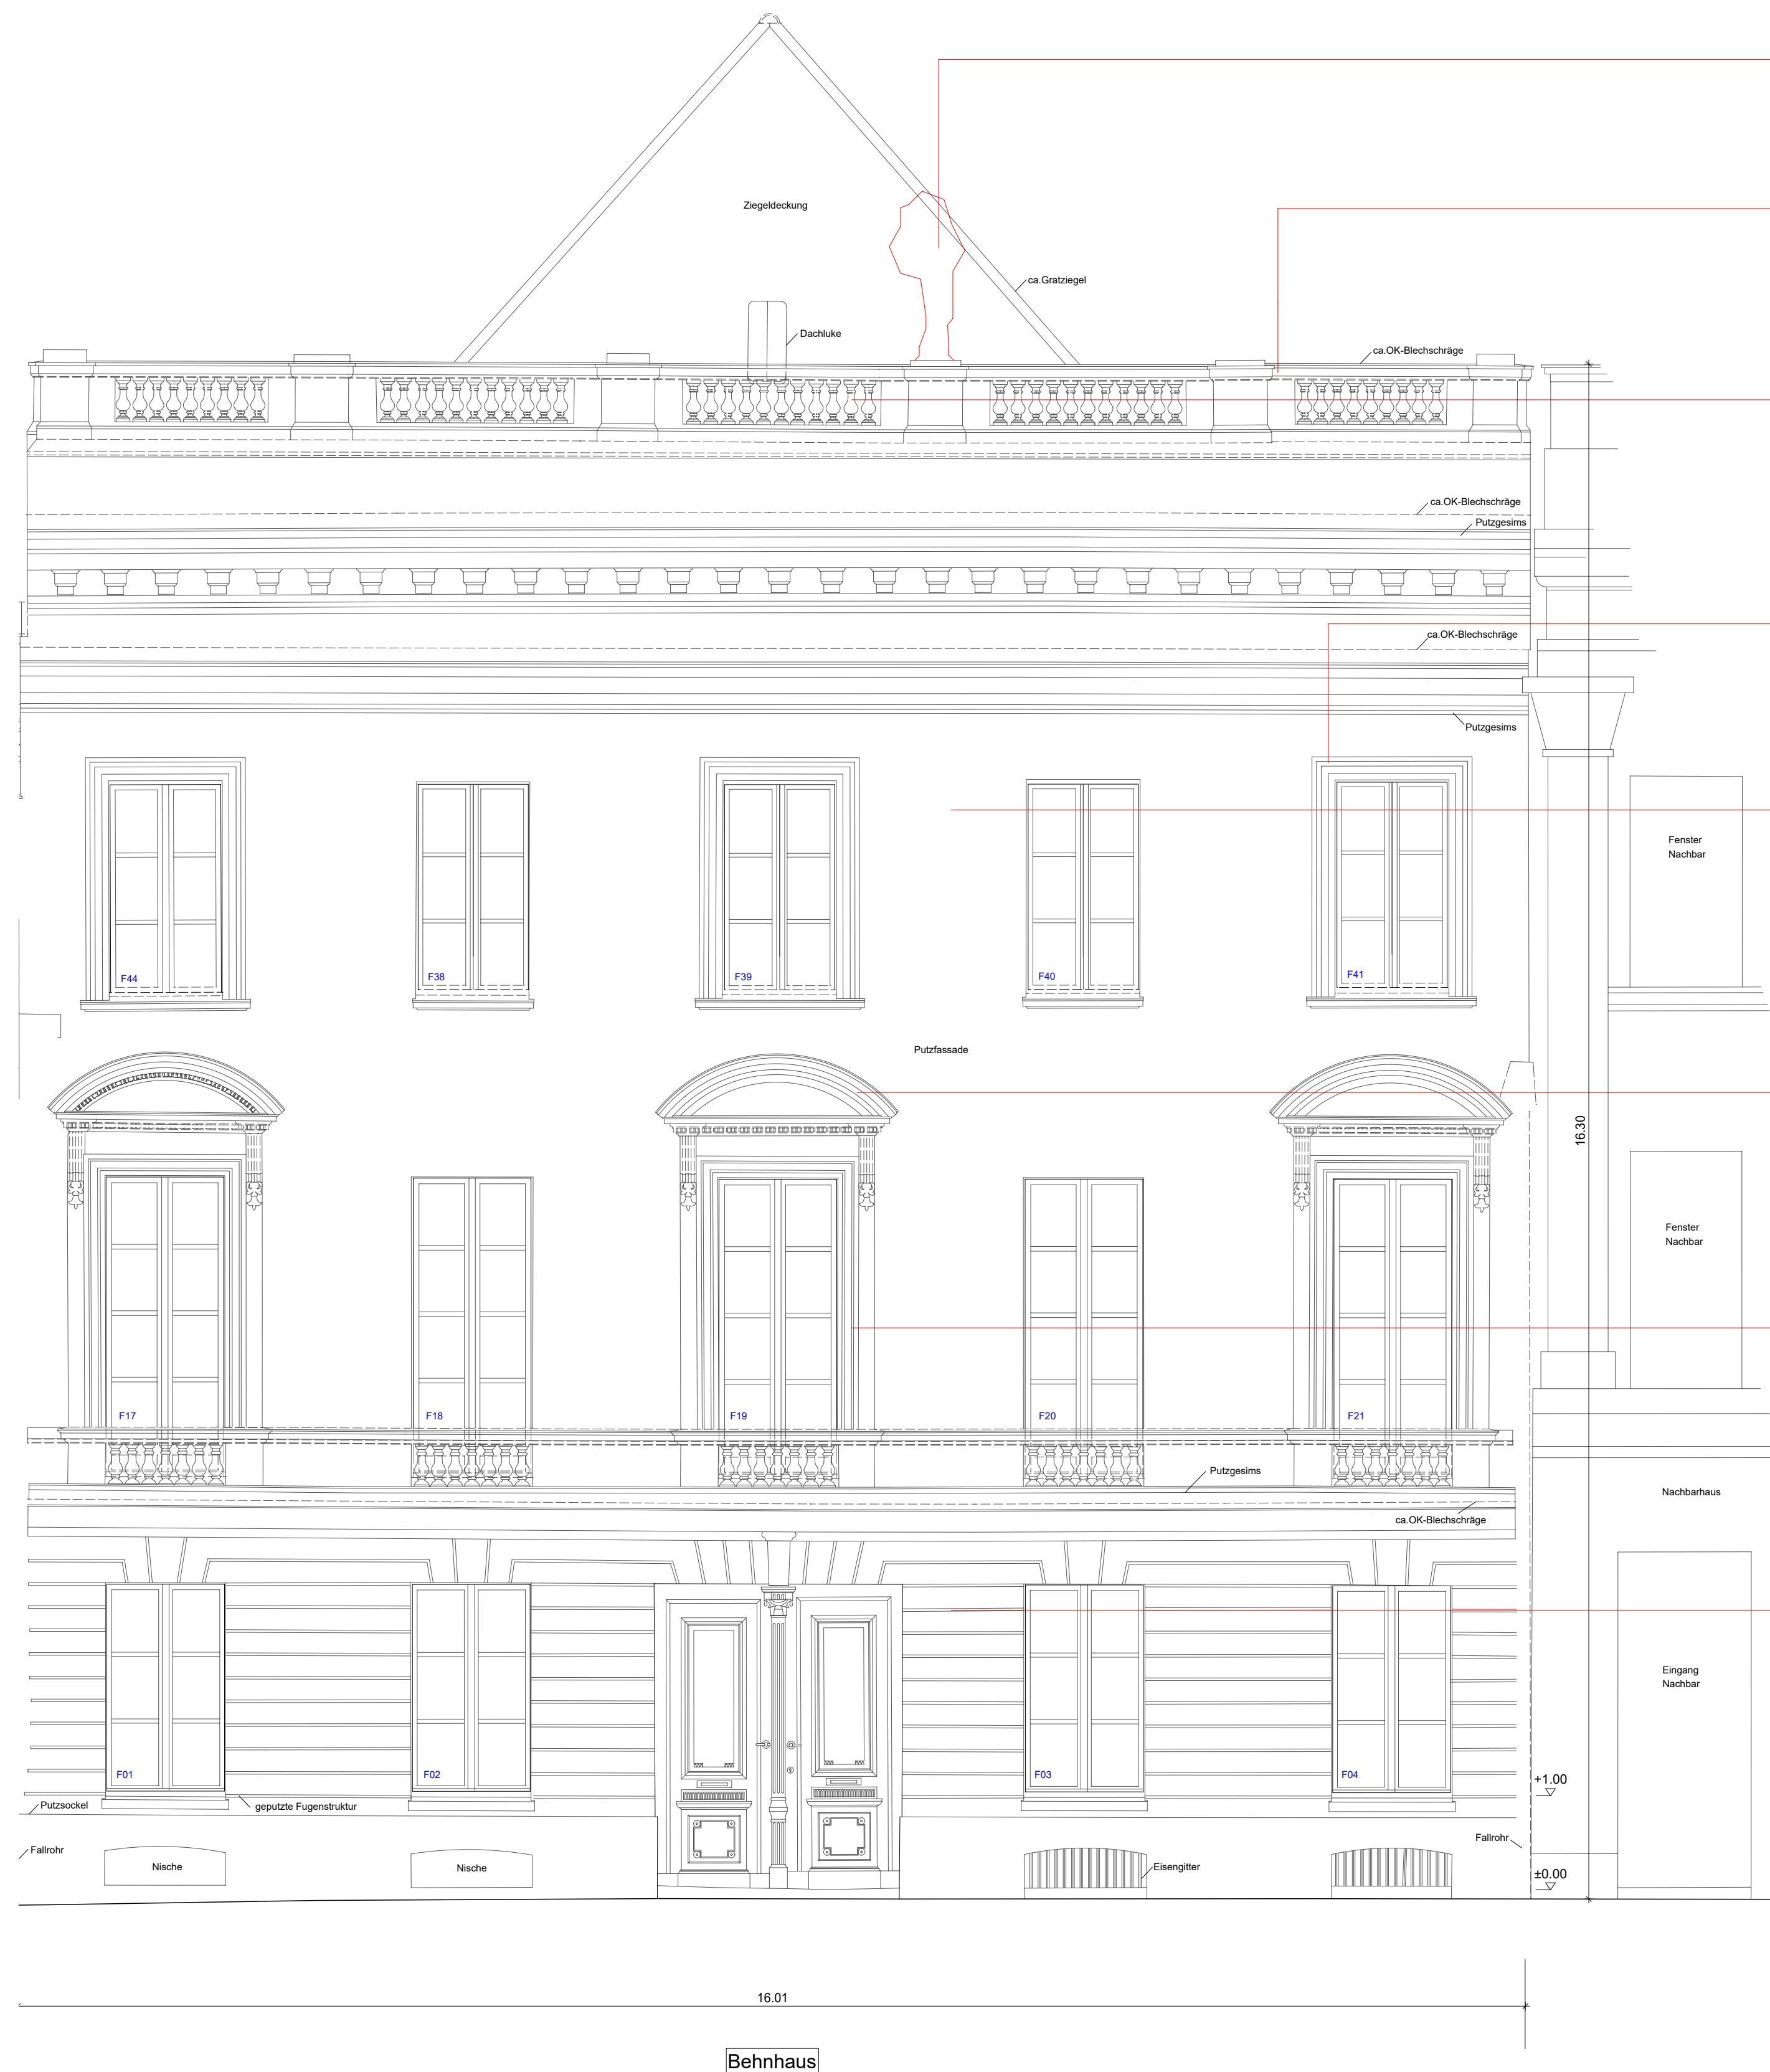 Ziegeldeckung
ca.Gratziegel
Dachluke
ca.OK-Blechschräge
ca.OK-Blechschräge
Putzgesims
ca.OK-Blechschräge
Putzgesims
Fenster
Nachbar
F44
F38
F39
F40
F41
Putzfassade
16.30
Fenster
Nachbar
F17
F18
F19
F20
F21
Putzgesims
Nachbarhaus
ca.OK-Blechschräge
Eingang
Nachbar
F01
F02
F03
F04
+1.00
Putzsockel
geputzte Fugenstruktur
Fallrohr
Fallrohr
Nische
Nische
Eisengitter
±0.00
16.01
Behnhaus